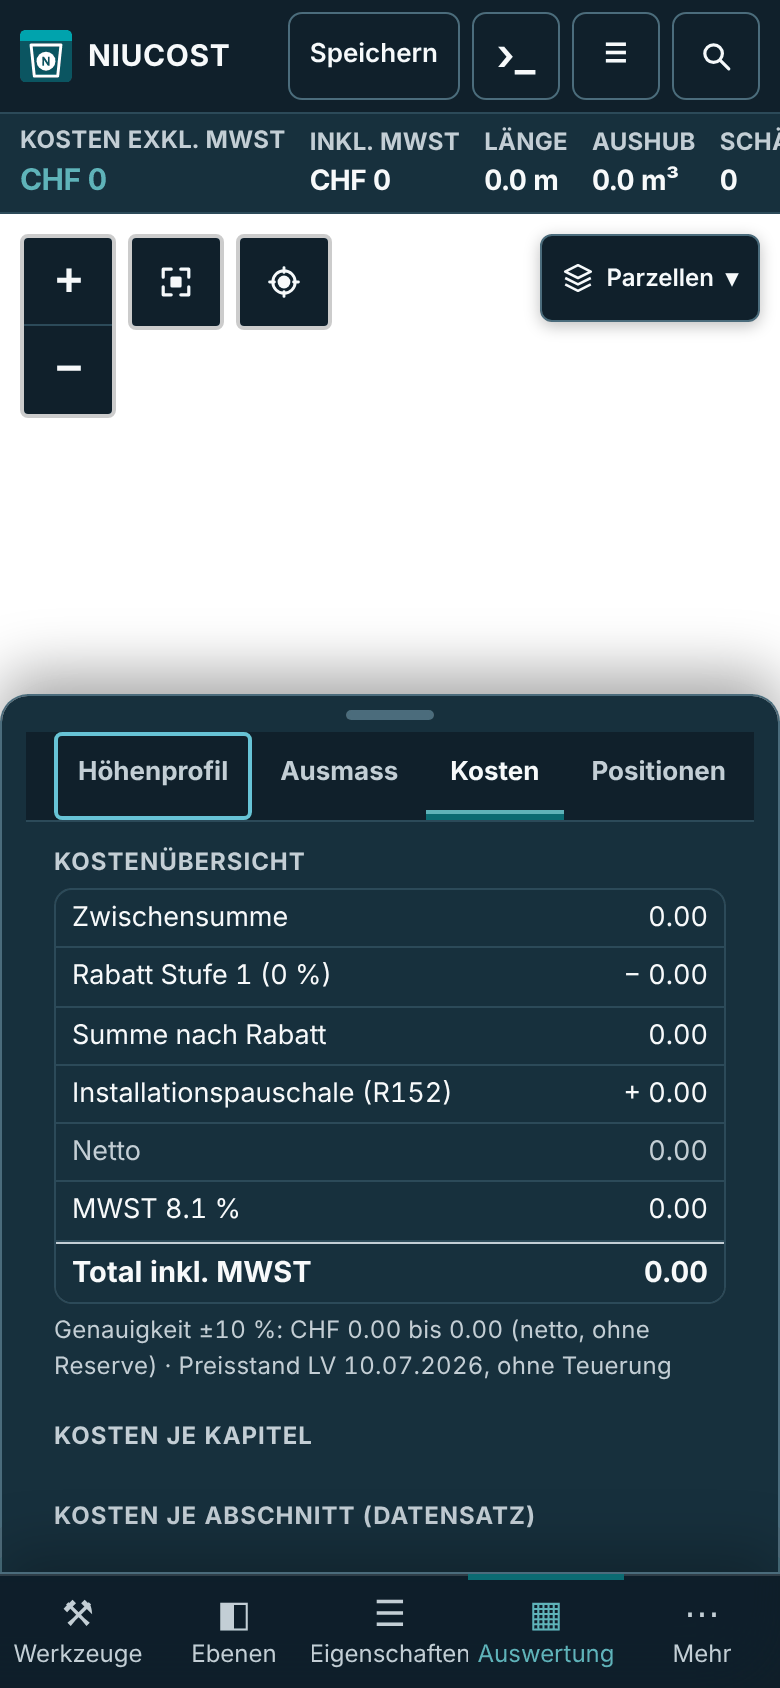 NIUCOST
Speichern
KOSTEN EXKL. MWST INKL. MWST LÄNGE AUSHUB SCHÄ
CHF 0 CHF 0 0.0 m 0.0 m³ 0
Parzellen ▾
Höhenprofil Ausmass Kosten Positionen
KOSTENÜBERSICHT
Zwischensumme 0.00
Rabatt Stufe 1 (0 %) − 0.00
Summe nach Rabatt 0.00
Installationspauschale (R152) + 0.00
Netto 0.00
MWST 8.1 % 0.00
Total inkl. MWST 0.00
Genauigkeit ±10 %: CHF 0.00 bis 0.00 (netto, ohne
Reserve) · Preisstand LV 10.07.2026, ohne Teuerung
KOSTEN JE KAPITEL
KOSTEN JE ABSCHNITT (DATENSATZ)
Werkzeuge Ebenen Eigenschaften Auswertung Mehr